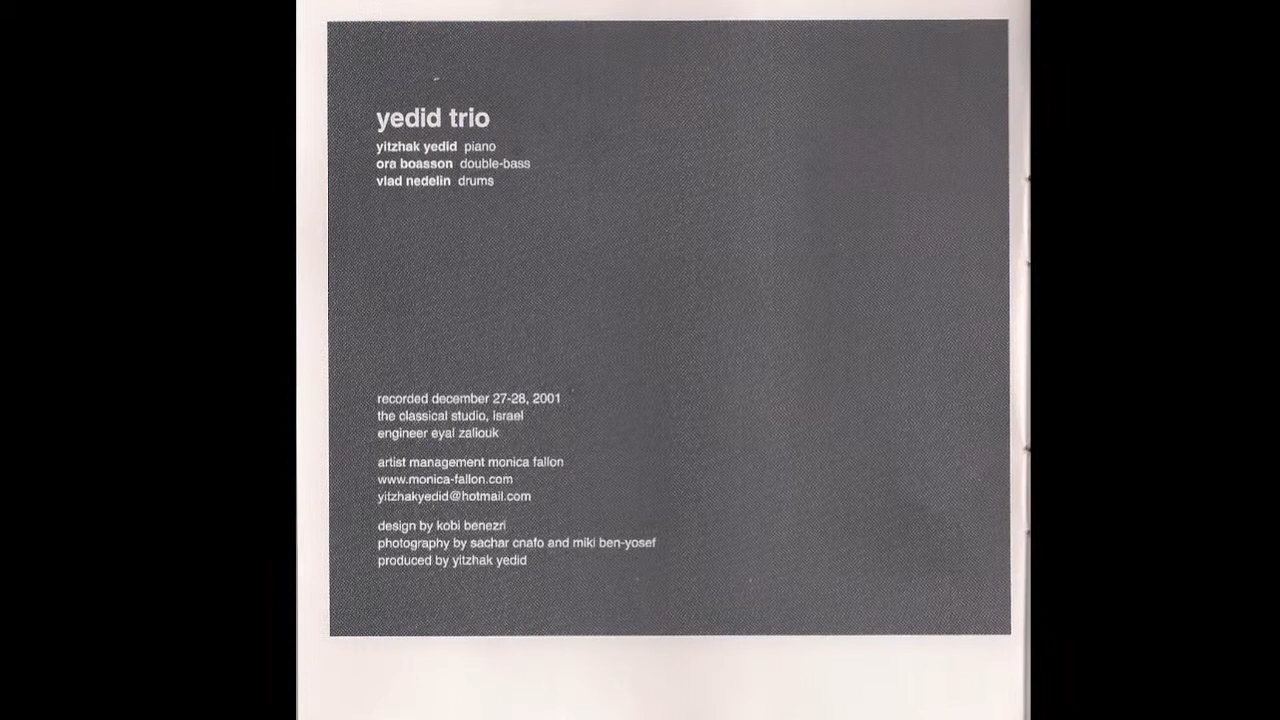 yedid trio
yitzhak yedid piano
ora boasson double-bass
vlad nedelin drums
recorded december 27-28, 2001
the classical studio, israel
engineer eyal zaliouk
artist management monica fallon
www.monica-fallon.com
yitzhakyedid@hotmail.com
design by kobi benezri
photography by sachar cnafo and miki ben-yosef
produced by yitzhak yedid